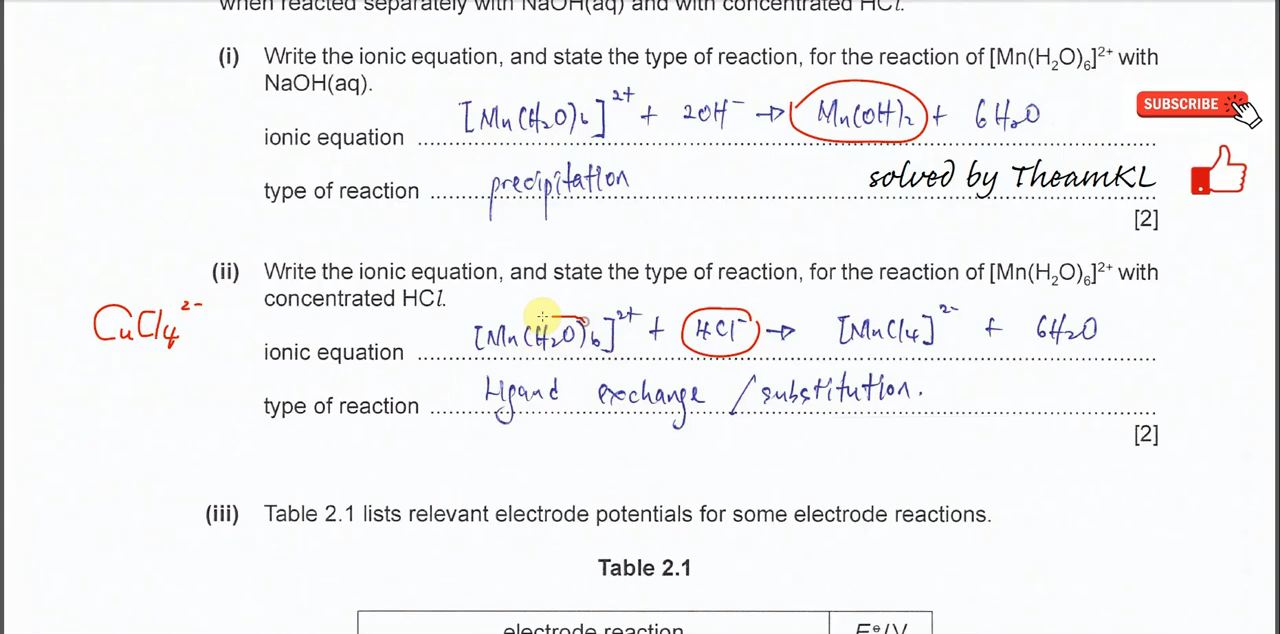 when reacted separately with NaOH(aq) and with concentrated HCl.
(i) Write the ionic equation, and state the type of reaction, for the reaction of [Mn(H₂O)₆]²⁺ with
NaOH(aq).
ionic equation [Mn(H₂O)₆]²⁺ + 2OH⁻ → Mn(OH)₂ + 6H₂O
SUBSCRIBE
type of reaction precipitation
solved by TheamKL
[2]
(ii) Write the ionic equation, and state the type of reaction, for the reaction of [Mn(H₂O)₆]²⁺ with
concentrated HCl.
CuCl₄²⁻
ionic equation [Mn(H₂O)₆]²⁺ + 4Cl⁻ → [MnCl₄]²⁻ + 6H₂O
type of reaction Ligand exchange / substitution.
[2]
(iii) Table 2.1 lists relevant electrode potentials for some electrode reactions.
Table 2.1
electrode reaction E⦵/V